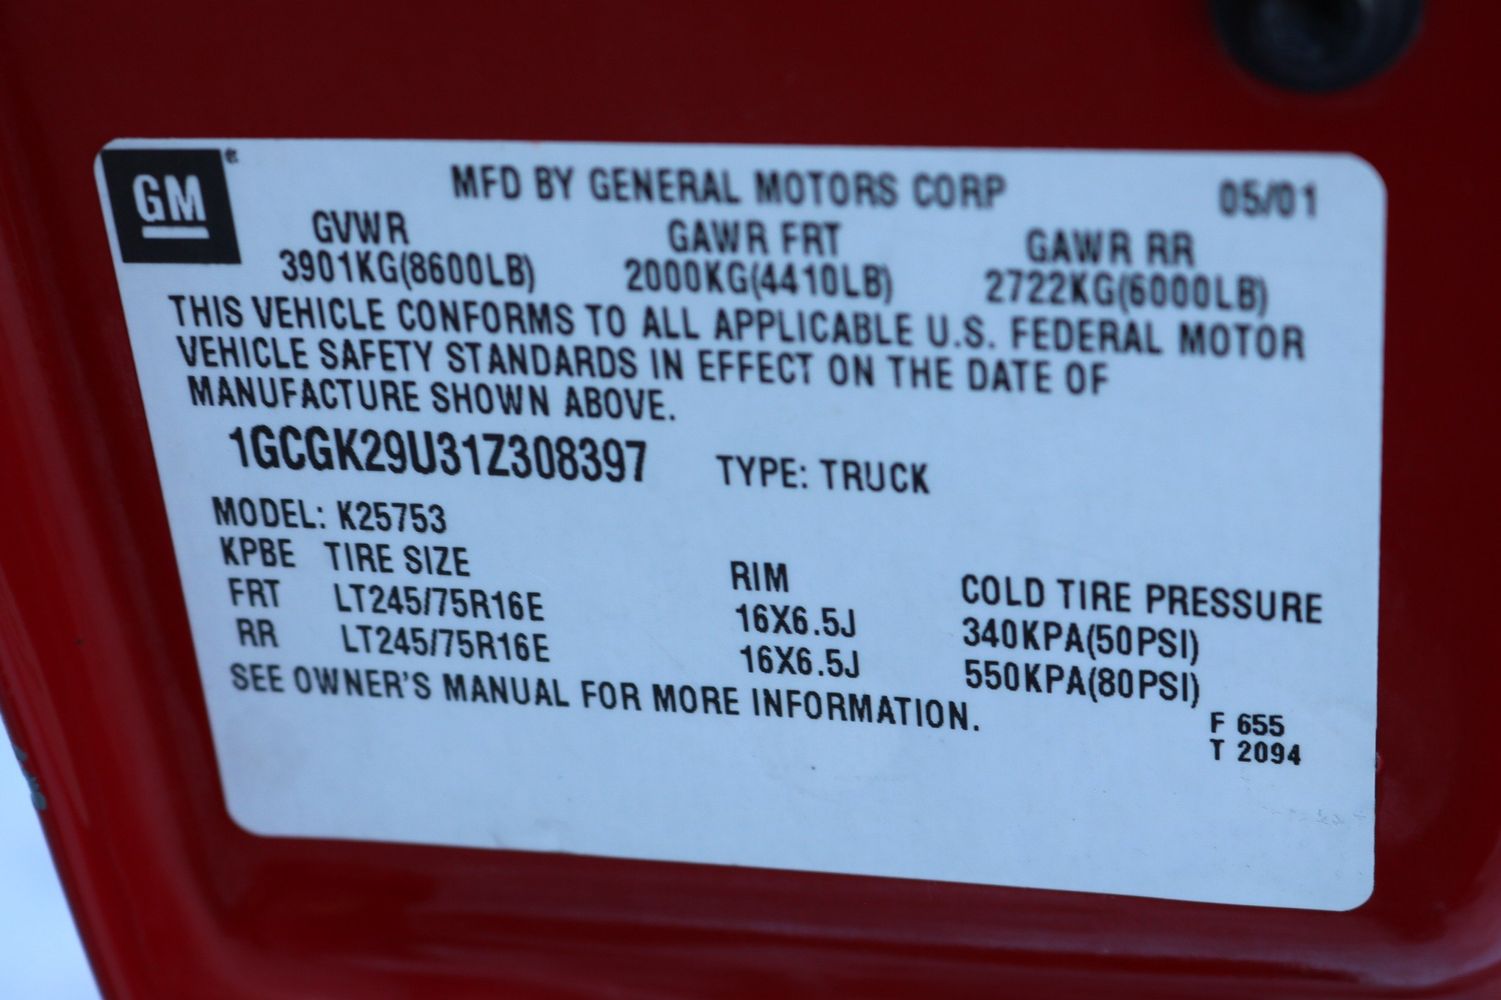 GM®
MFD BY GENERAL MOTORS CORP 05/01
GVWR GAWR FRT GAWR RR
3901KG(8600LB) 2000KG(4410LB) 2722KG(6000LB)
THIS VEHICLE CONFORMS TO ALL APPLICABLE U.S. FEDERAL MOTOR
VEHICLE SAFETY STANDARDS IN EFFECT ON THE DATE OF
MANUFACTURE SHOWN ABOVE.
1GCGK29U31Z308397 TYPE: TRUCK
MODEL: K25753
KPBE TIRE SIZE RIM COLD TIRE PRESSURE
FRT LT245/75R16E 16X6.5J 340KPA(50PSI)
RR LT245/75R16E 16X6.5J 550KPA(80PSI)
SEE OWNER'S MANUAL FOR MORE INFORMATION.
F 655
T 2094